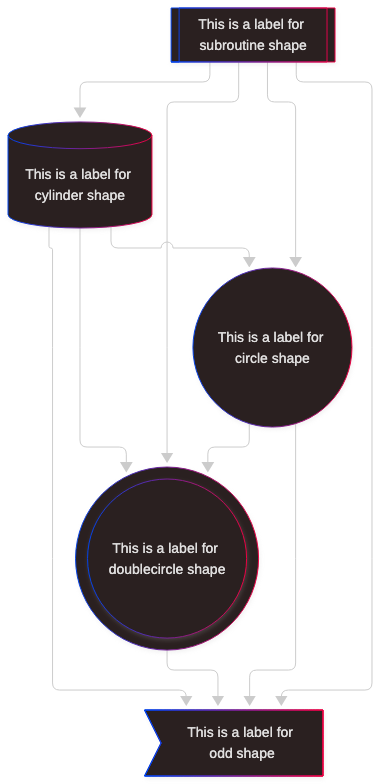 This is a label for
subroutine shape
This is a label for
cylinder shape
This is a label for
circle shape
This is a label for
doublecircle shape
This is a label for
odd shape